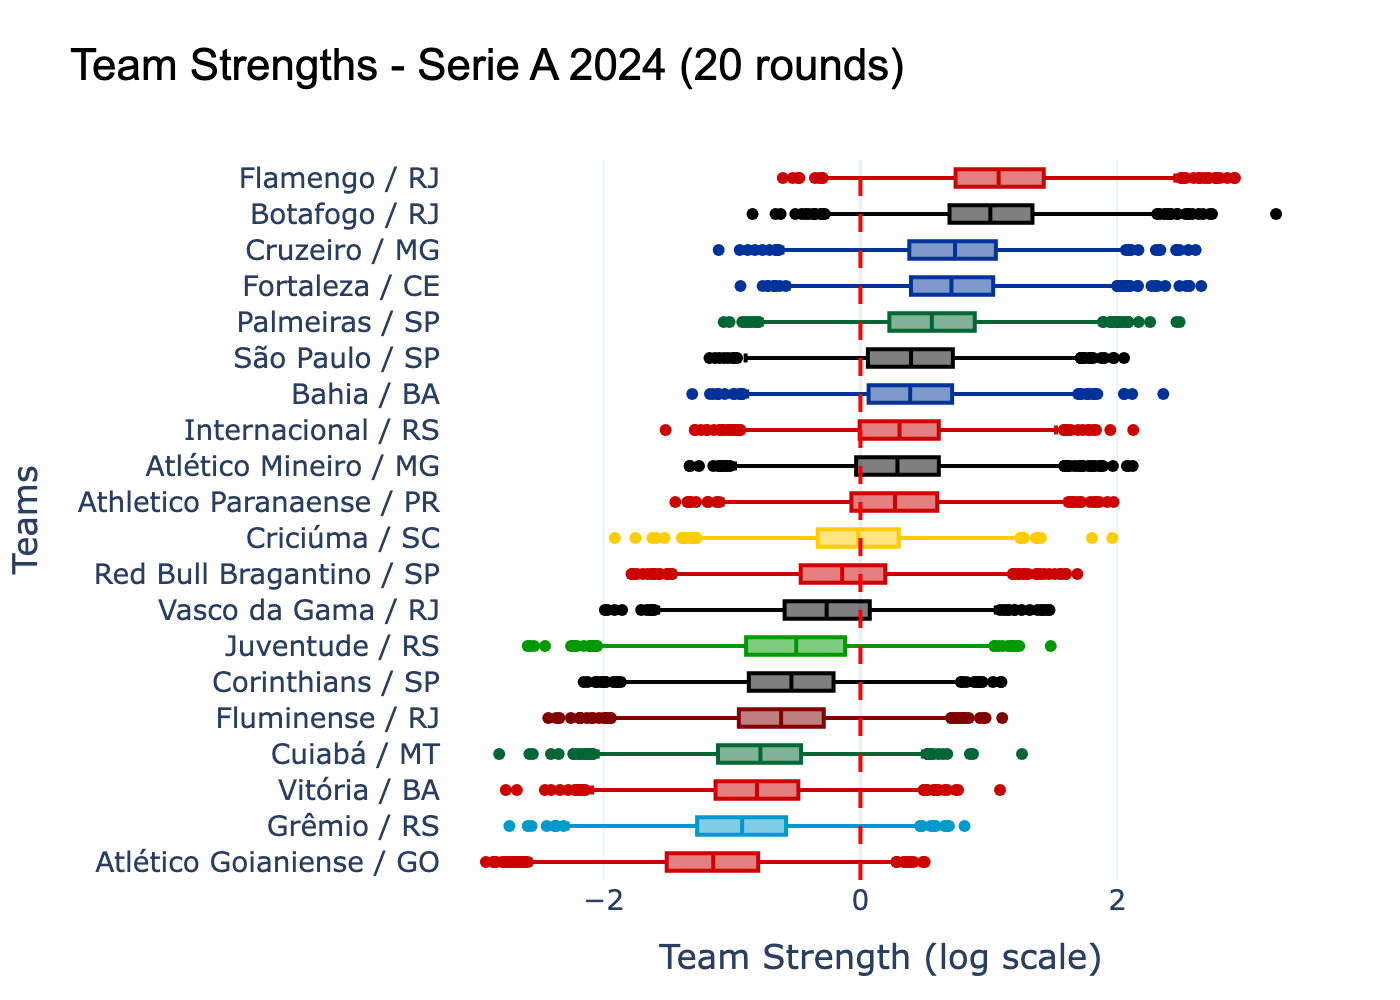 Team Strengths - Serie A 2024 (20 rounds)
Teams
Flamengo / RJ
Botafogo / RJ
Cruzeiro / MG
Fortaleza / CE
Palmeiras / SP
São Paulo / SP
Bahia / BA
Internacional / RS
Atlético Mineiro / MG
Athletico Paranaense / PR
Criciúma / SC
Red Bull Bragantino / SP
Vasco da Gama / RJ
Juventude / RS
Corinthians / SP
Fluminense / RJ
Cuiabá / MT
Vitória / BA
Grêmio / RS
Atlético Goianiense / GO
−2 0 2
Team Strength (log scale)